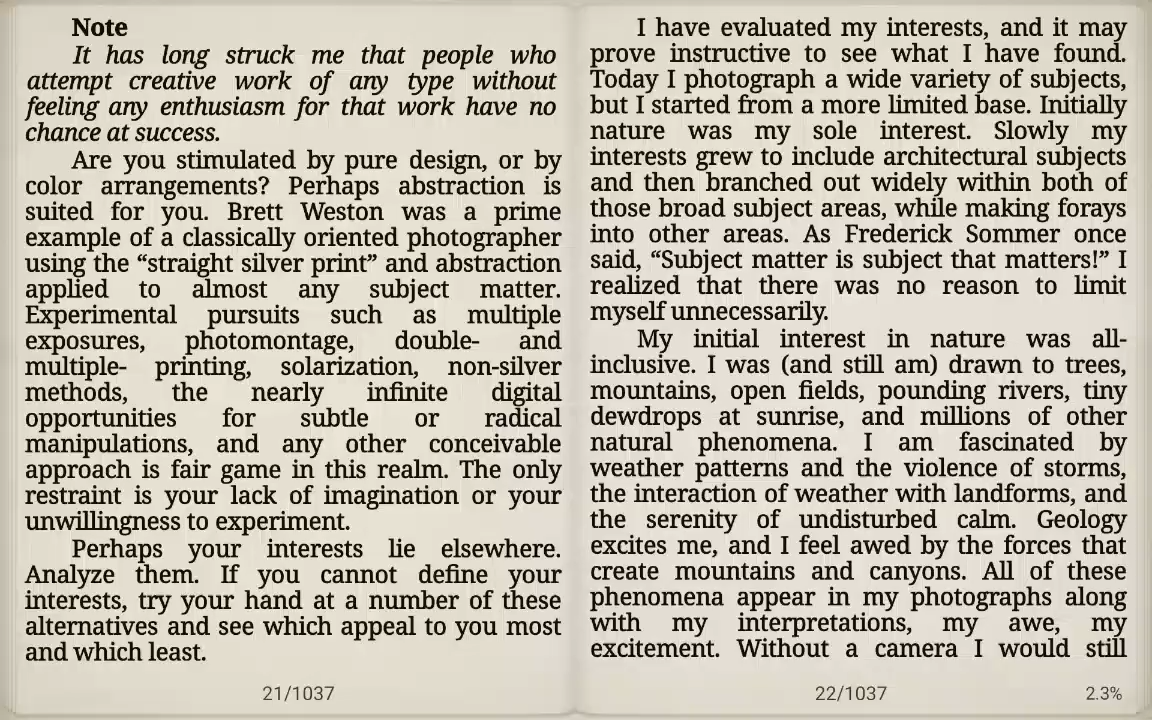 Note
It has long struck me that people who
attempt creative work of any type without
feeling any enthusiasm for that work have no
chance at success.
Are you stimulated by pure design, or by
color arrangements? Perhaps abstraction is
suited for you. Brett Weston was a prime
example of a classically oriented photographer
using the “straight silver print” and abstraction
applied to almost any subject matter.
Experimental pursuits such as multiple
exposures, photomontage, double- and
multiple- printing, solarization, non-silver
methods, the nearly infinite digital
opportunities for subtle or radical
manipulations, and any other conceivable
approach is fair game in this realm. The only
restraint is your lack of imagination or your
unwillingness to experiment.
Perhaps your interests lie elsewhere.
Analyze them. If you cannot define your
interests, try your hand at a number of these
alternatives and see which appeal to you most
and which least.
21/1037
I have evaluated my interests, and it may
prove instructive to see what I have found.
Today I photograph a wide variety of subjects,
but I started from a more limited base. Initially
nature was my sole interest. Slowly my
interests grew to include architectural subjects
and then branched out widely within both of
those broad subject areas, while making forays
into other areas. As Frederick Sommer once
said, “Subject matter is subject that matters!” I
realized that there was no reason to limit
myself unnecessarily.
My initial interest in nature was all-
inclusive. I was (and still am) drawn to trees,
mountains, open fields, pounding rivers, tiny
dewdrops at sunrise, and millions of other
natural phenomena. I am fascinated by
weather patterns and the violence of storms,
the interaction of weather with landforms, and
the serenity of undisturbed calm. Geology
excites me, and I feel awed by the forces that
create mountains and canyons. All of these
phenomena appear in my photographs along
with my interpretations, my awe, my
excitement. Without a camera I would still
22/1037
2.3%